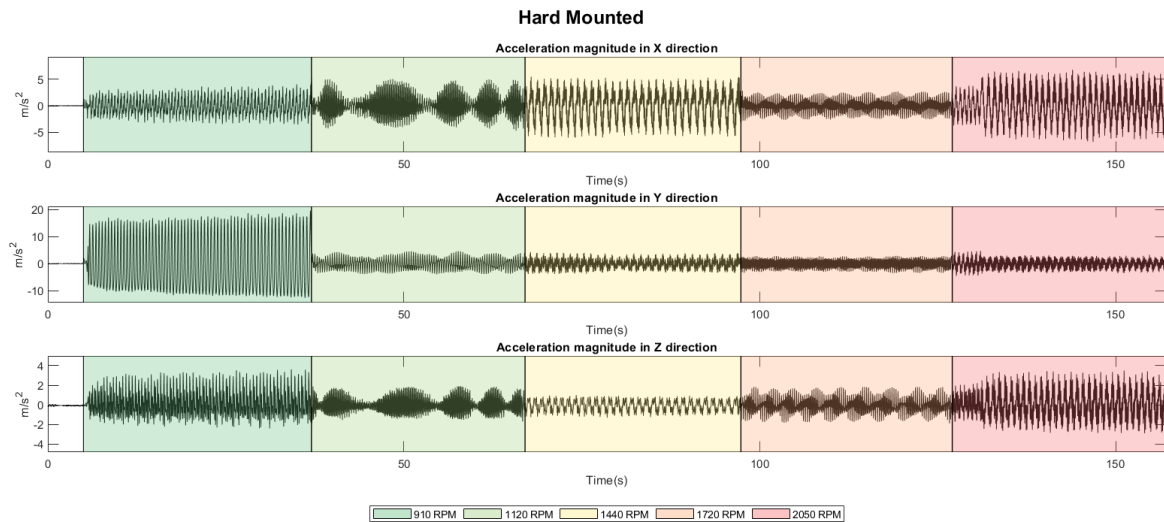 Hard Mounted
Acceleration magnitude in X direction
m/s²
5
0
-5
0 50 100 150
Time(s)
Acceleration magnitude in Y direction
m/s²
20
10
0
-10
0 50 100 150
Time(s)
Acceleration magnitude in Z direction
m/s²
4
2
0
-2
-4
0 50 100 150
Time(s)
910 RPM 1120 RPM 1440 RPM 1720 RPM 2050 RPM